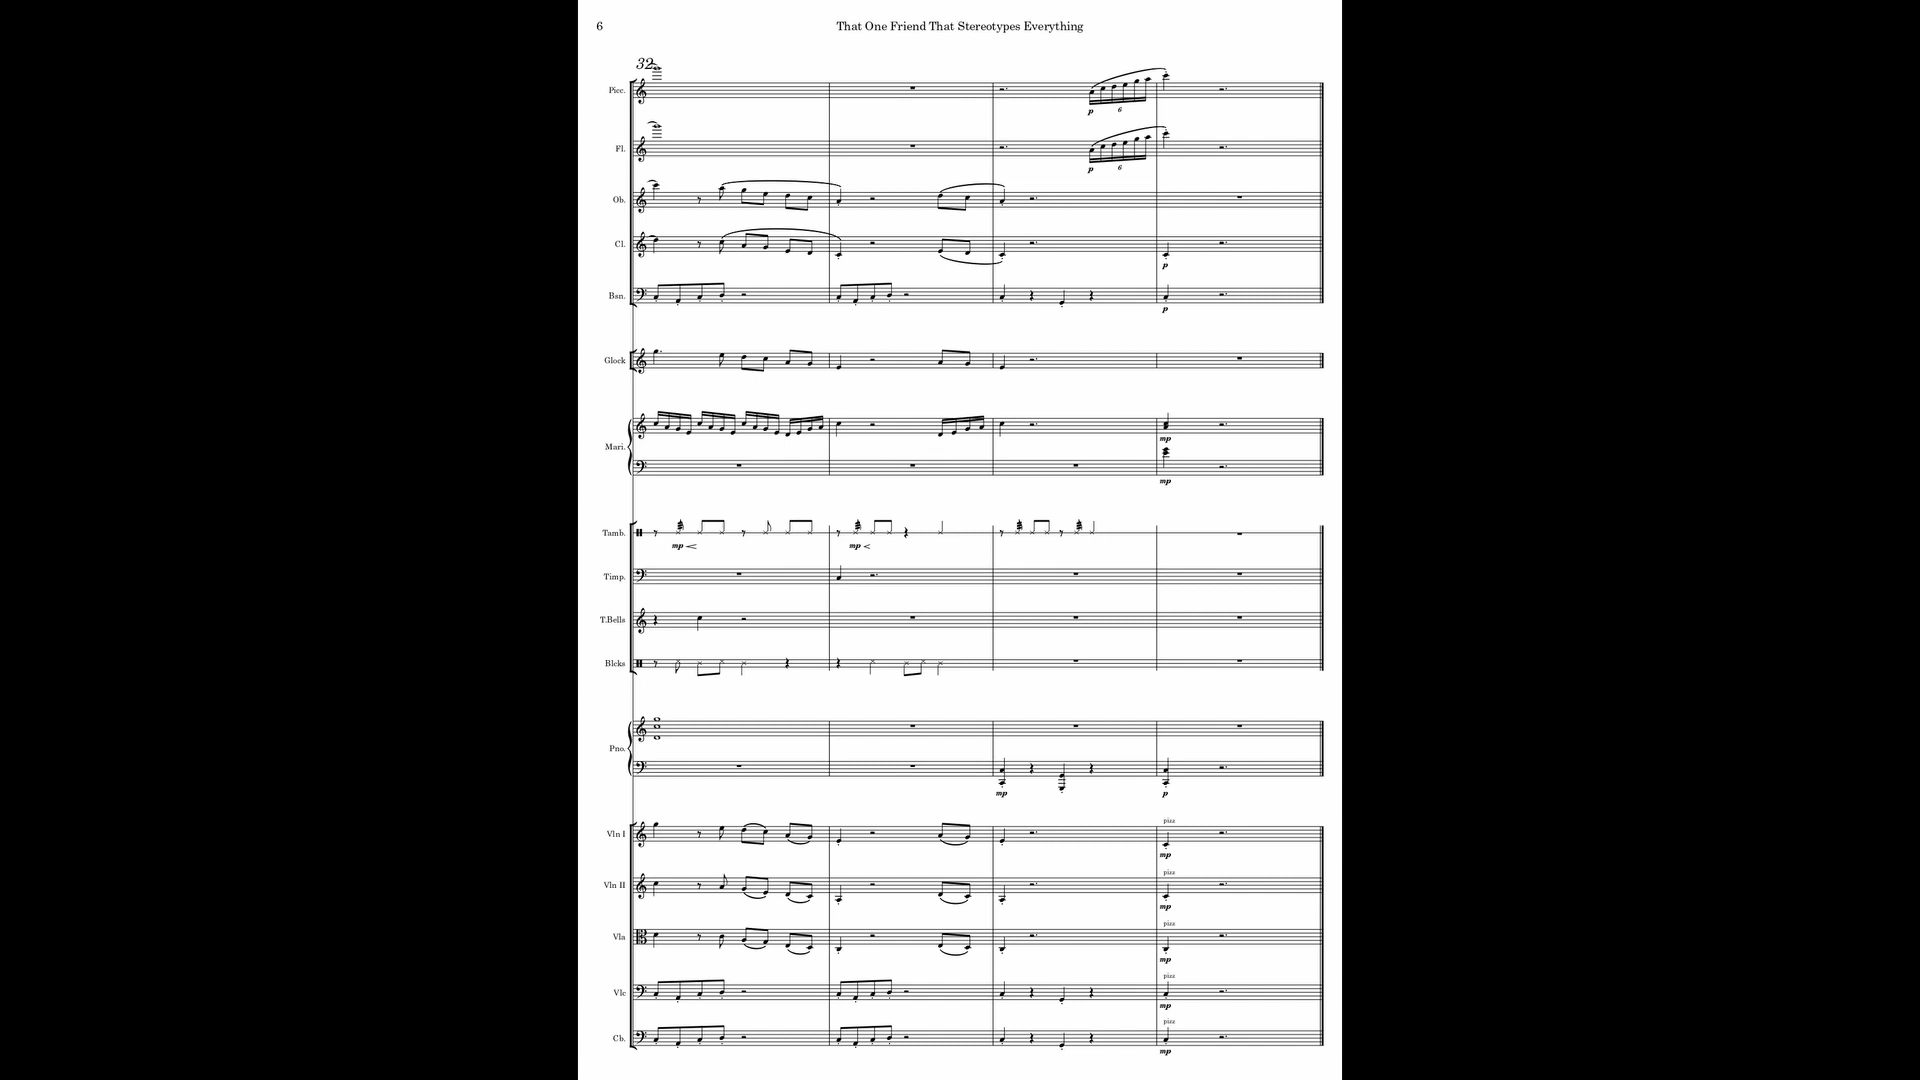 6
That One Friend That Stereotypes Everything
32
Picc.
p
6
Fl.
p
6
Ob.
Cl.
p
Bsn.
p
Glock
Mari.
mp
mp
Tamb.
mp
mp
Timp.
T.Bells
Blcks
Pno.
mp
p
pizz
Vln I
mp
pizz
Vln II
mp
pizz
Vla
mp
pizz
Vlc
mp
pizz
Cb.
mp